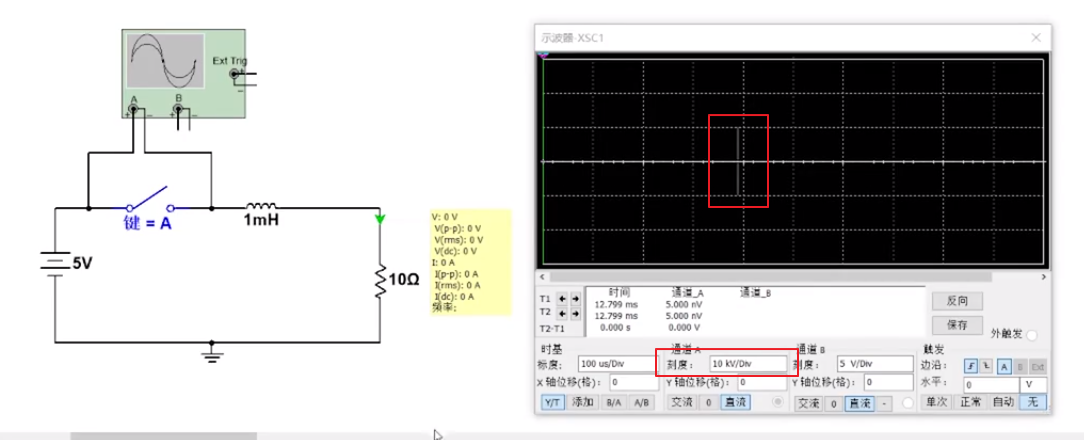 Ext Trig
A
B
键 = A
1mH
5V
10Ω
V: 0 V
V(p-p): 0 V
V(rms): 0 V
V(dc): 0 V
I: 0 A
I(p-p): 0 A
I(rms): 0 A
I(dc): 0 A
频率:
示波器-XSC1
时间 通道_A 通道_B
T1 12.799 ms 5.000 nV
T2 12.799 ms 5.000 nV
T2-T1 0.000 s 0.000 V
反向
保存
外触发
时基
标度: 100 us/Div
X 轴位移(格): 0
Y/T 添加 B/A A/B
通道 A
刻度: 10 kV/Div
Y 轴位移(格): 0
交流 0 直流
通道 B
刻度: 5 V/Div
Y 轴位移(格): 0
交流 0 直流 -
触发
边沿: A B Ext
水平: 0 V
单次 正常 自动 无